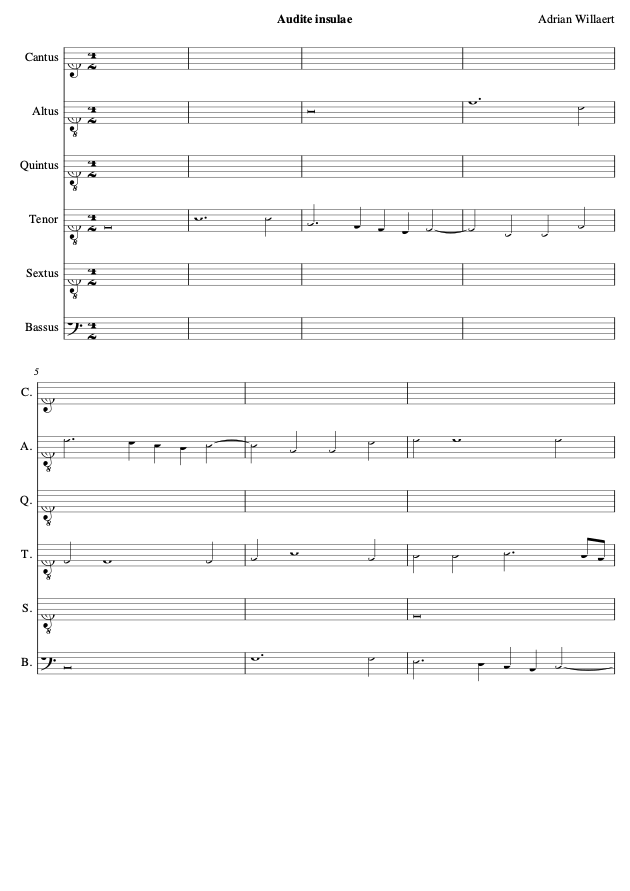 Audite insulae
Adrian Willaert
Cantus
Altus
Quintus
Tenor
Sextus
Bassus
5
C.
A.
Q.
T.
S.
B.